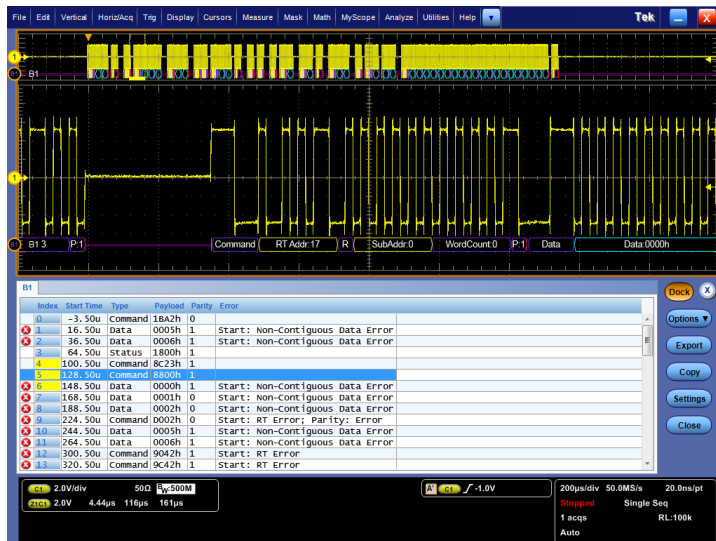 File Edit Vertical Horiz/Acq Trig Display Cursors Measure Mask Math MyScope Analyze Utilities Help Tek X
1
B1 B1
1
B1 B1 3 P:1 Command RT Addr:17 R SubAddr:0 WordCount:0 P:1 Data Data:0000h
B1 Dock X
Index Start Time Type Payload Parity Error
0 -3.50u Command 1BA2h 0
1 16.50u Data 0005h 1 Start: Non-Contiguous Data Error
2 36.50u Data 0006h 1 Start: Non-Contiguous Data Error
3 64.50u Status 1800h 1
4 100.50u Command 8C23h 1
5 128.50u Command 8800h 1
6 148.50u Data 0000h 1 Start: Non-Contiguous Data Error
7 168.50u Data 0001h 0 Start: Non-Contiguous Data Error
8 188.50u Data 0002h 0 Start: Non-Contiguous Data Error
9 224.50u Command D002h 0 Start: RT Error; Parity: Error
10 244.50u Data 0005h 1 Start: Non-Contiguous Data Error
11 264.50u Data 0006h 1 Start: Non-Contiguous Data Error
12 300.50u Command 9042h 1 Start: RT Error
13 320.50u Command 9C42h 1 Start: RT Error
Options
Export
Copy
Settings
Close
C1 2.0V/div 50Ω BW:500M
Z1C1 2.0V 4.44µs 116µs 161µs
A' C1 -1.0V
200µs/div 50.0MS/s 20.0ns/pt
Stopped Single Seq
1 acqs RL:100k
Auto